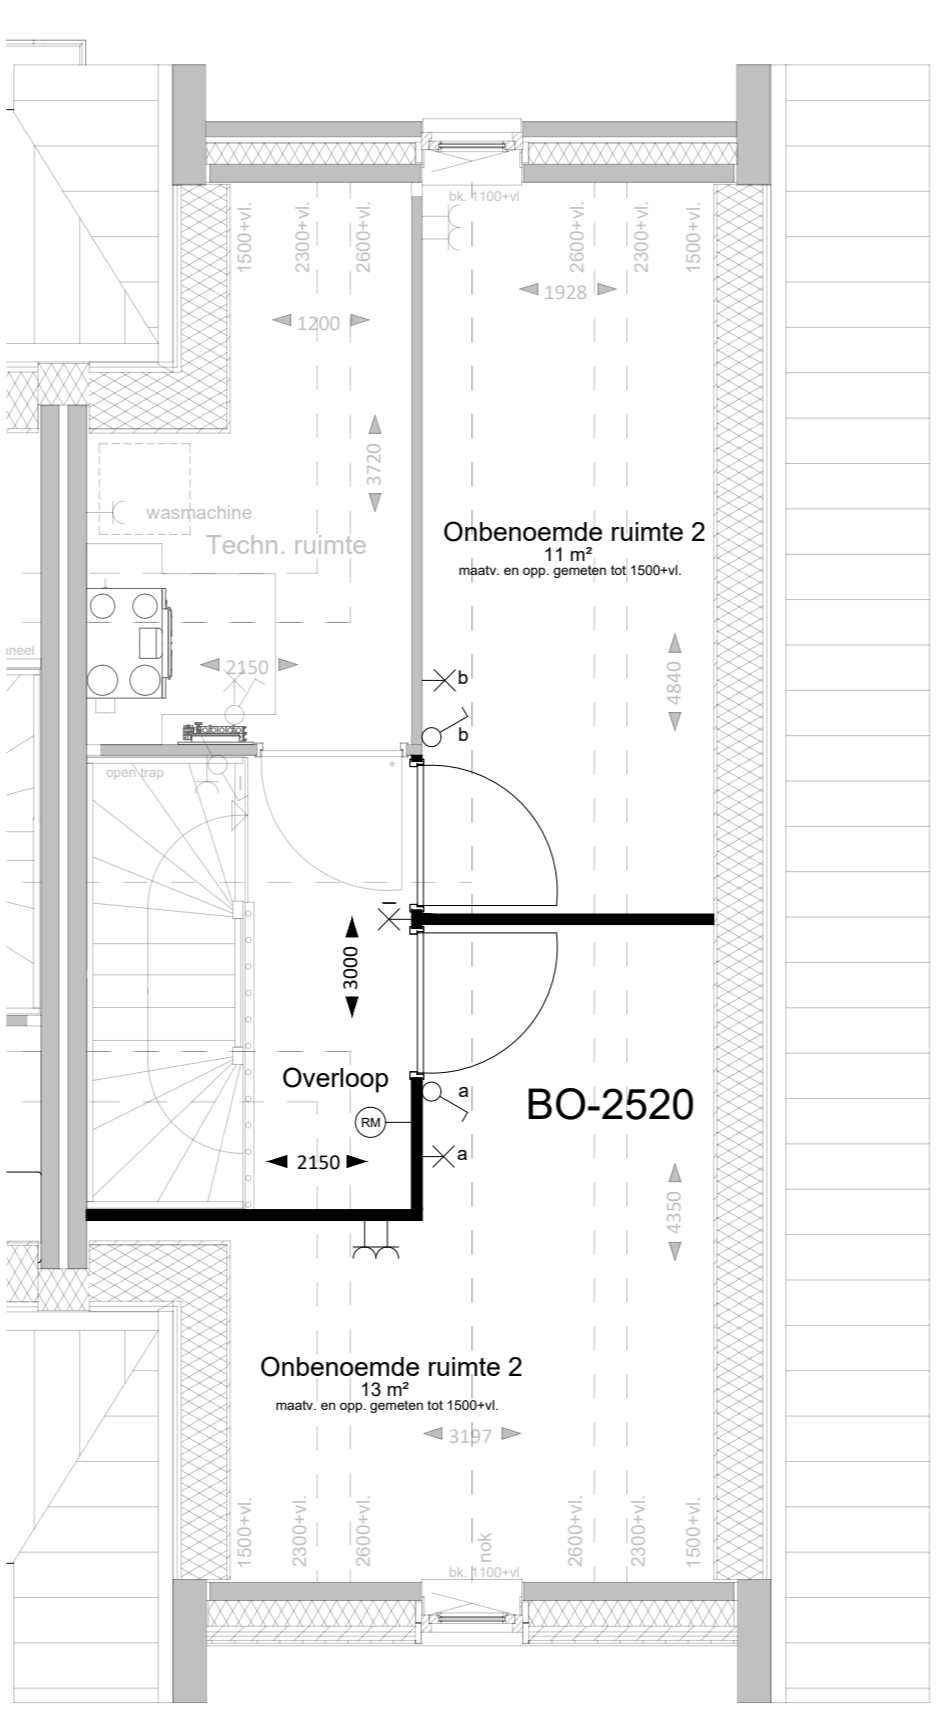 bk. 1100+vl
1500+vl.
2300+vl.
2600+vl.
2600+vl.
2300+vl.
1500+vl.
1928
1200
3720
wasmachine
Techn. ruimte
Onbenoemde ruimte 2
11 m²
maatv. en opp. gemeten tot 1500+vl.
neel
2150
4840
b
b
open trap
*
3000
Overloop
a
BO-2520
RM
2150
a
4350
Onbenoemde ruimte 2
13 m²
maatv. en opp. gemeten tot 1500+vl.
3197
1500+vl.
2300+vl.
2600+vl.
nok
2600+vl.
2300+vl.
1500+vl.
bk. 1100+vl